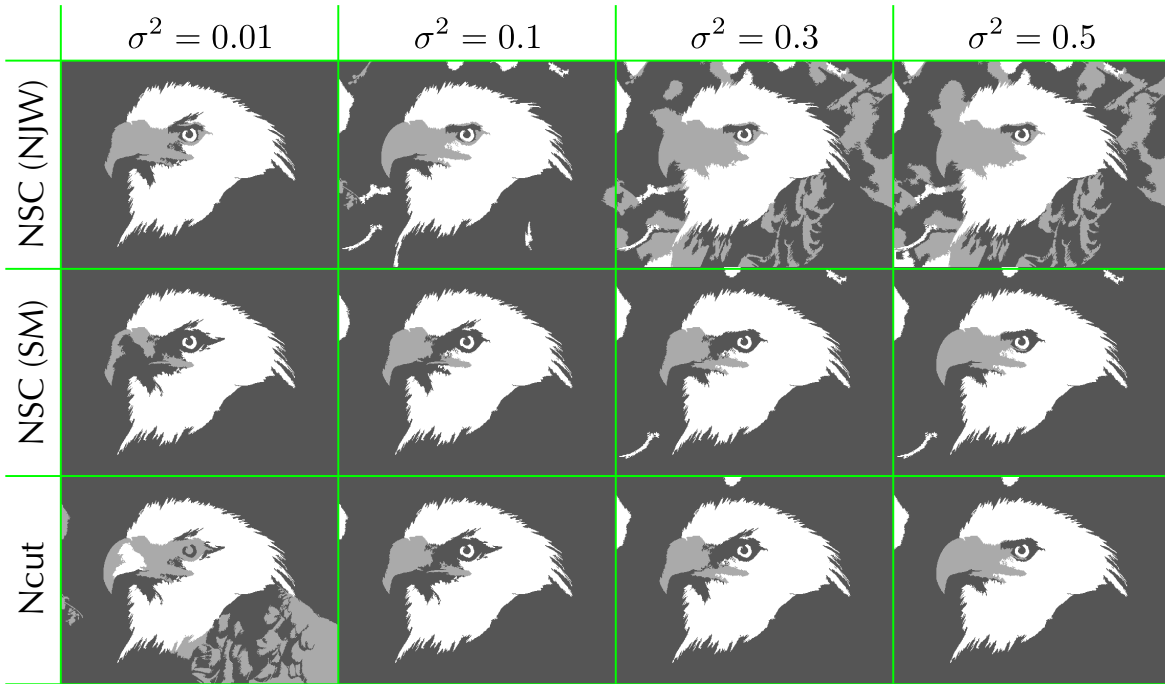 σ² = 0.01
σ² = 0.1
σ² = 0.3
σ² = 0.5
NSC (NJW)
NSC (SM)
Ncut